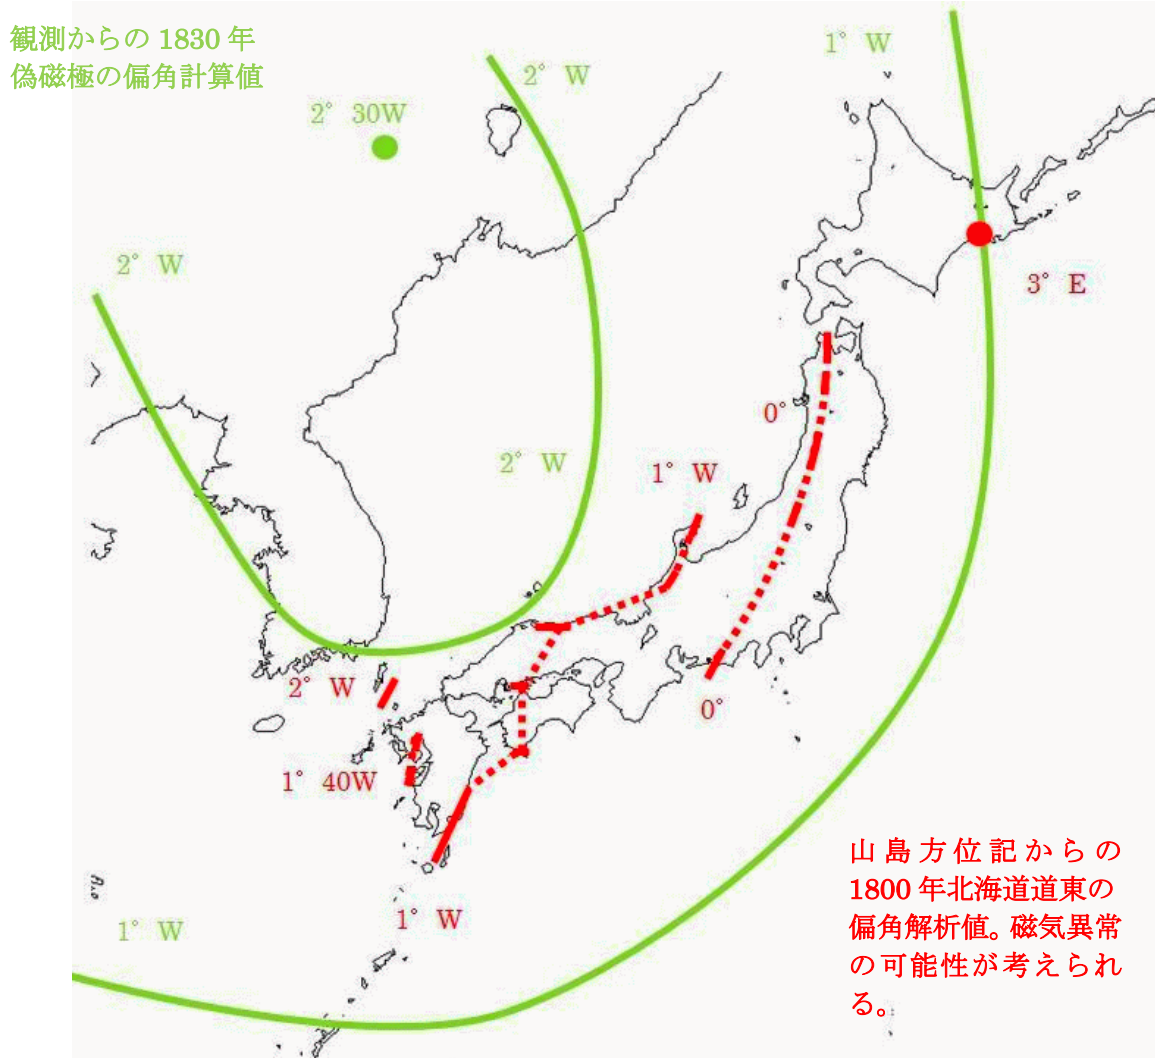 観測からの 1830 年
偽磁極の偏角計算値
1° W
2° W
2° 30W
2° W
3° E
0°
2° W
1° W
2° W
0°
1° 40W
山島方位記からの
1800 年北海道道東の
偏角解析値。磁気異常
の可能性が考えられ
る。
1° W
1° W